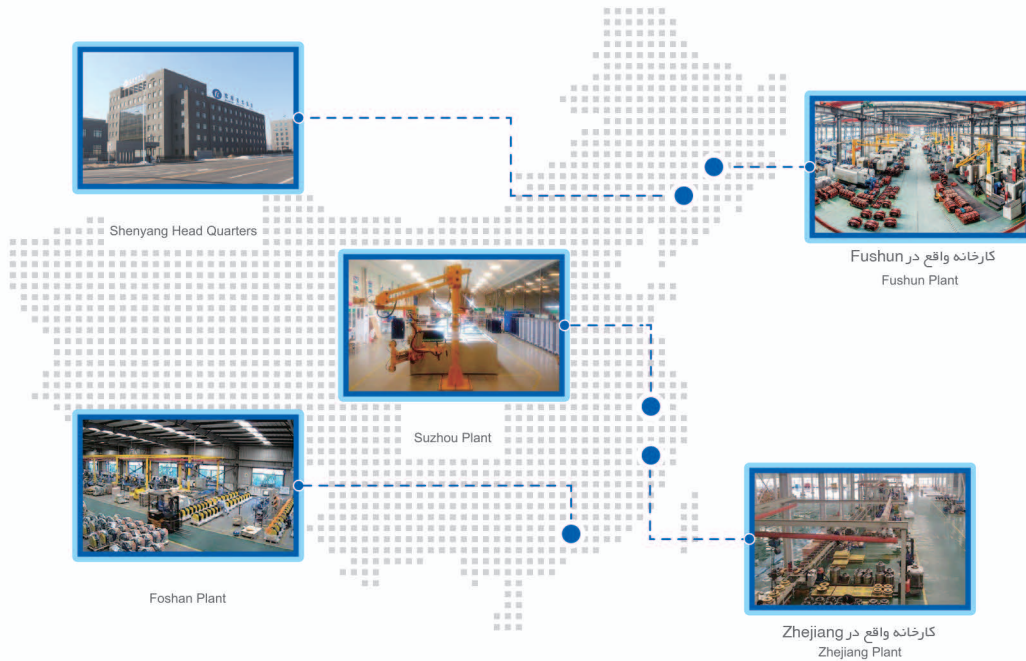 Shenyang Head Quarters
کارخانه واقع در Fushun
Fushun Plant
Suzhou Plant
Foshan Plant
کارخانه واقع در Zhejiang
Zhejiang Plant